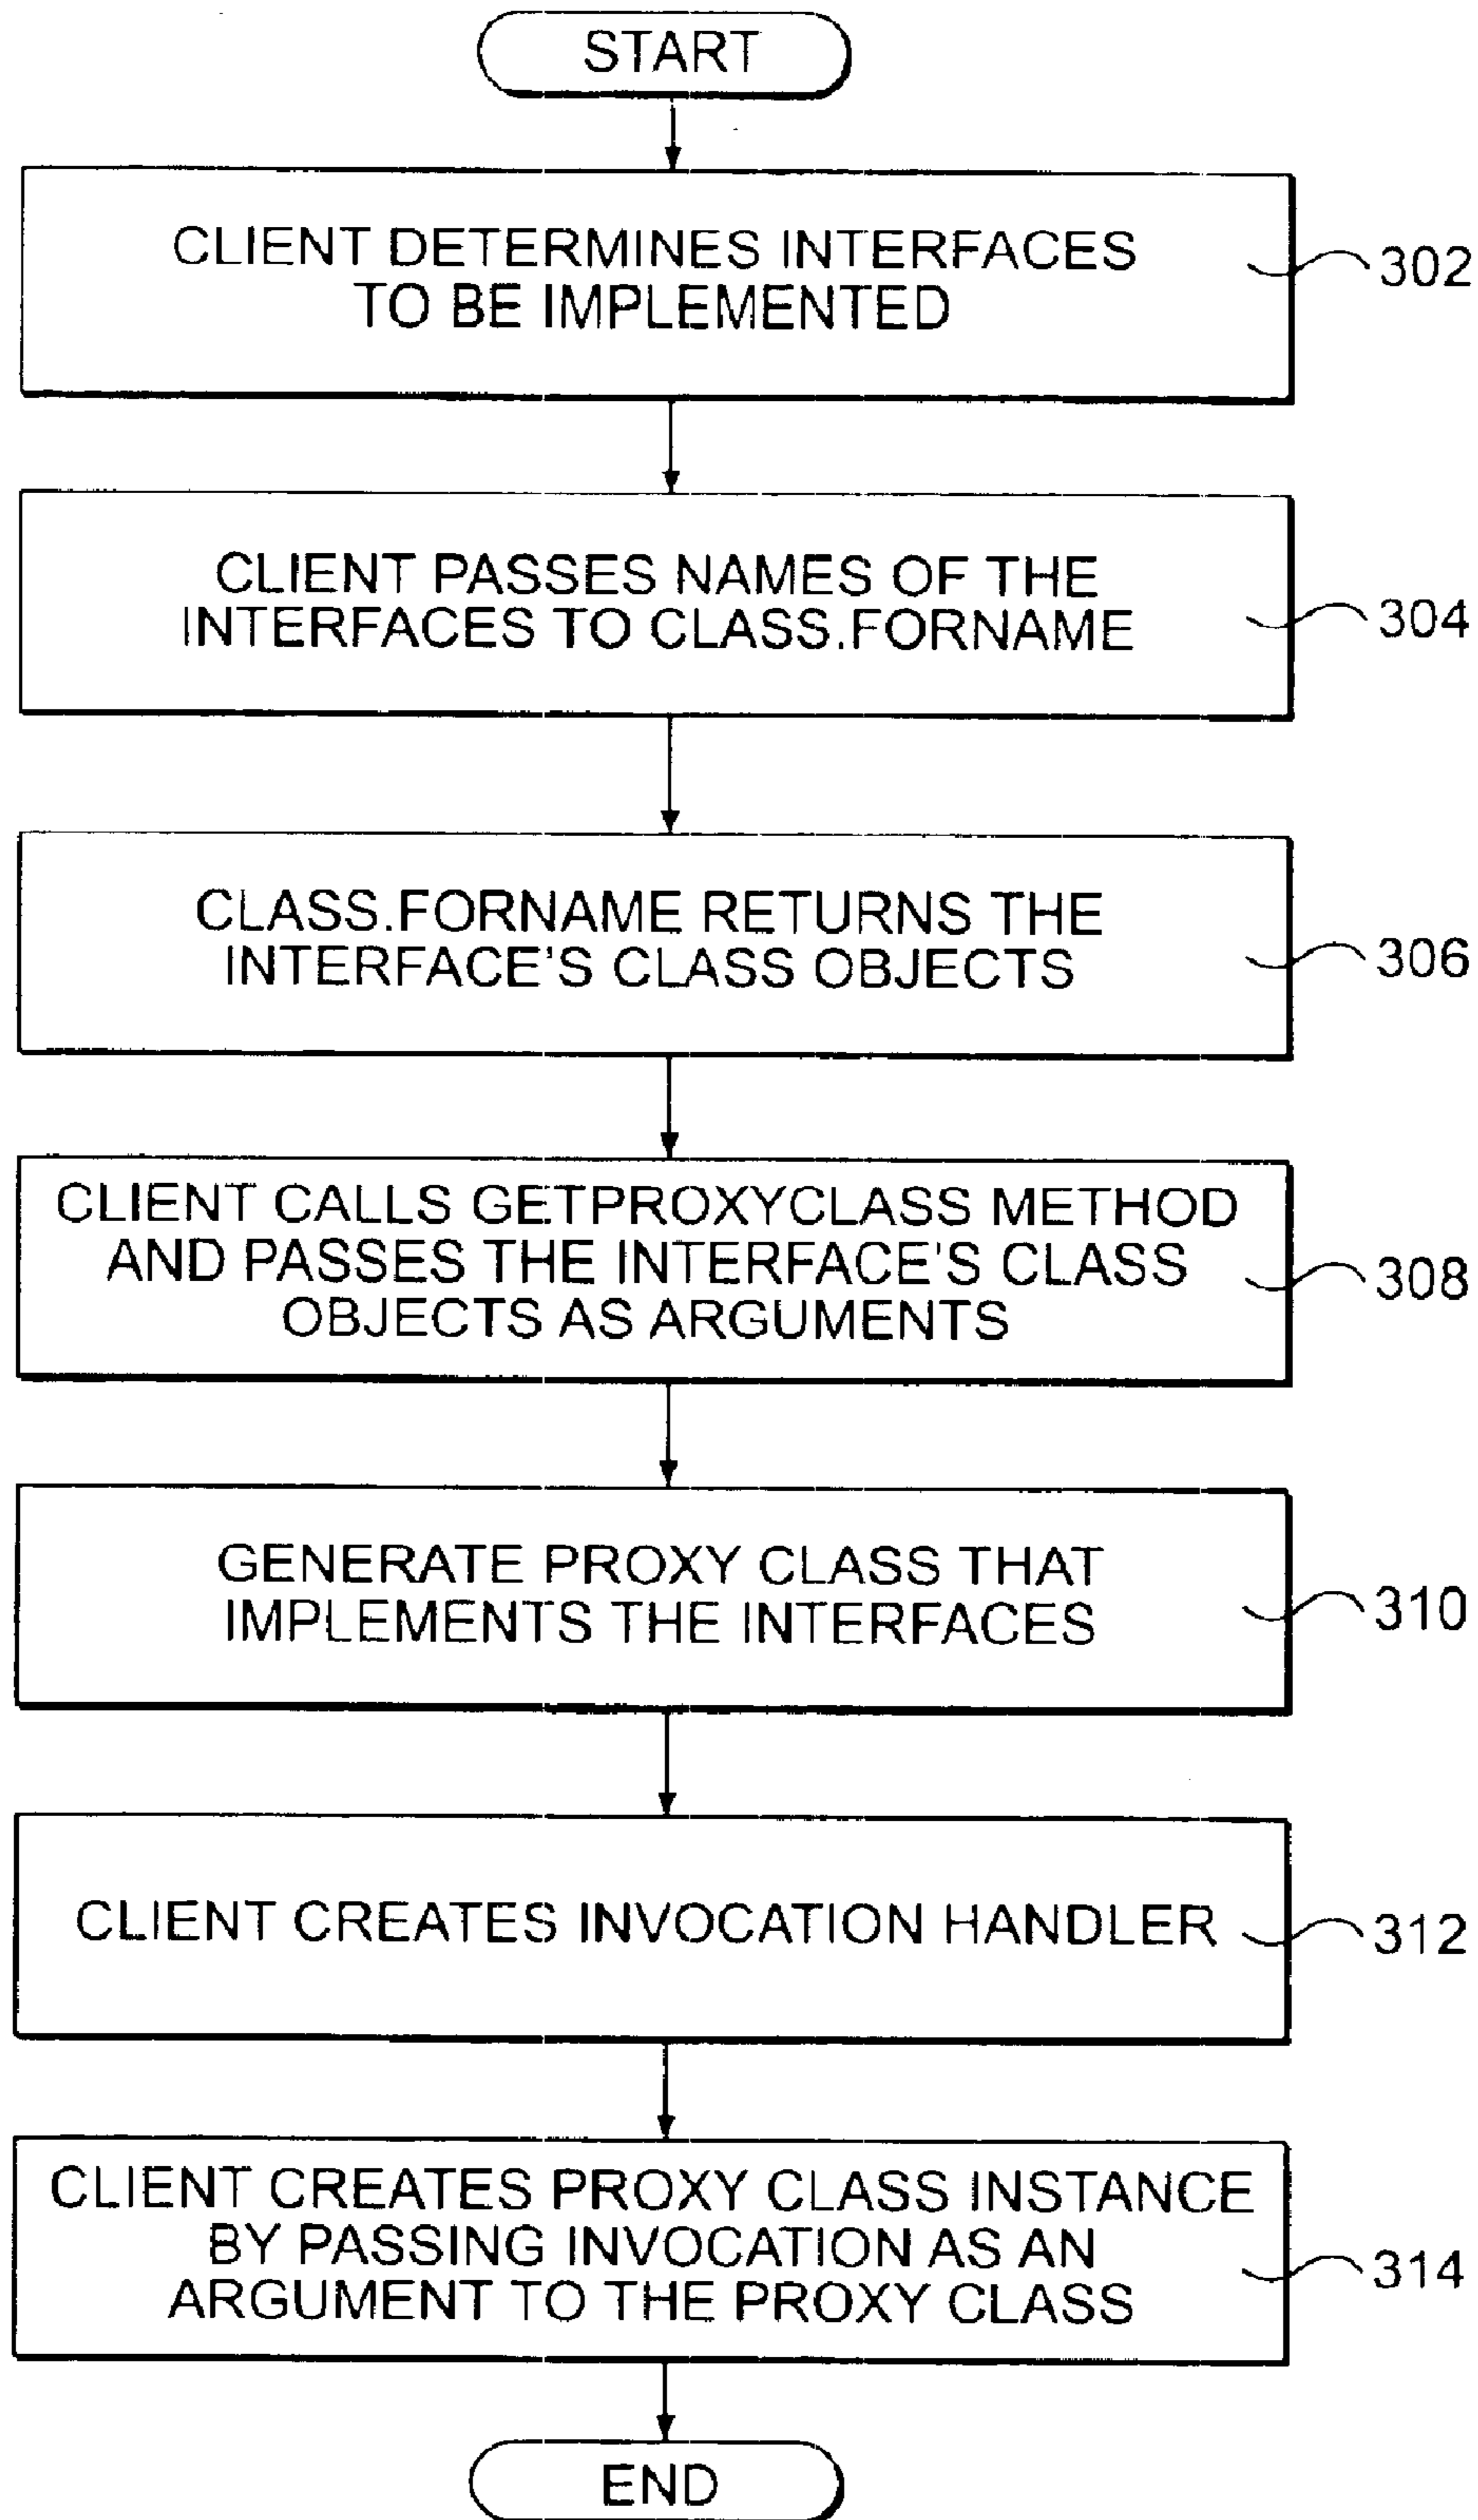 START
CLIENT DETERMINES INTERFACES
TO BE IMPLEMENTED
302
CLIENT PASSES NAMES OF THE
INTERFACES TO CLASS.FORNAME
304
CLASS.FORNAME RETURNS THE
INTERFACE'S CLASS OBJECTS
306
CLIENT CALLS GETPROXYCLASS METHOD
AND PASSES THE INTERFACE'S CLASS
OBJECTS AS ARGUMENTS
308
GENERATE PROXY CLASS THAT
IMPLEMENTS THE INTERFACES
310
CLIENT CREATES INVOCATION HANDLER
312
CLIENT CREATES PROXY CLASS INSTANCE
BY PASSING INVOCATION AS AN
ARGUMENT TO THE PROXY CLASS
314
END